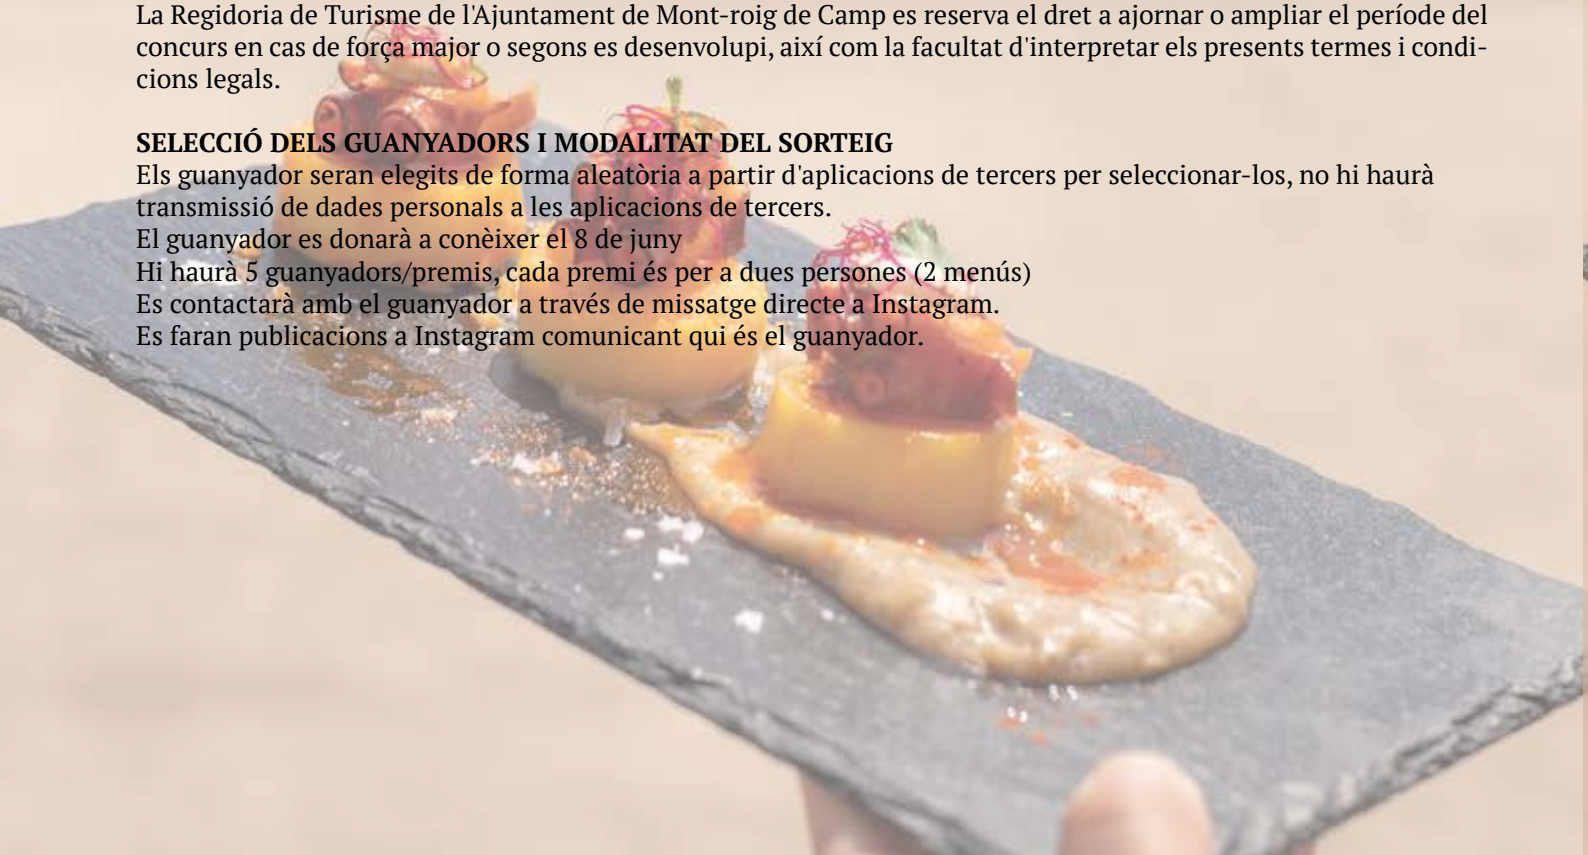 La Regidoria de Turisme de l'Ajuntament de Mont-roig de Camp es reserva el dret a ajornar o ampliar el període del
concurs en cas de força major o segons es desenvolupi, així com la facultat d'interpretar els presents termes i condi-
cions legals.
SELECCIÓ DELS GUANYADORS I MODALITAT DEL SORTEIG
Els guanyador seran elegits de forma aleatòria a partir d'aplicacions de tercers per seleccionar-los, no hi haurà
transmissió de dades personals a les aplicacions de tercers.
El guanyador es donarà a conèixer el 8 de juny
Hi haurà 5 guanyadors/premis, cada premi és per a dues persones (2 menús)
Es contactarà amb el guanyador a través de missatge directe a Instagram.
Es faran publicacions a Instagram comunicant qui és el guanyador.